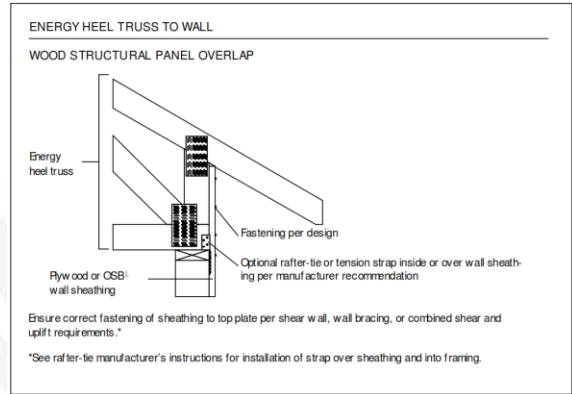 ENERGY HEEL TRUSS TO WALL
WOOD STRUCTURAL PANEL OVERLAP
Energy
heel truss
Fastening per design
Optional rafter-tie or tension strap inside or over wall sheath-
ing per manufacturer recommendation
Plywood or OSB
wall sheathing
Ensure correct fastening of sheathing to top plate per shear wall, wall bracing, or combined shear and
uplift requirements.*
*See rafter-tie manufacturer's instructions for installation of strap over sheathing and into framing.